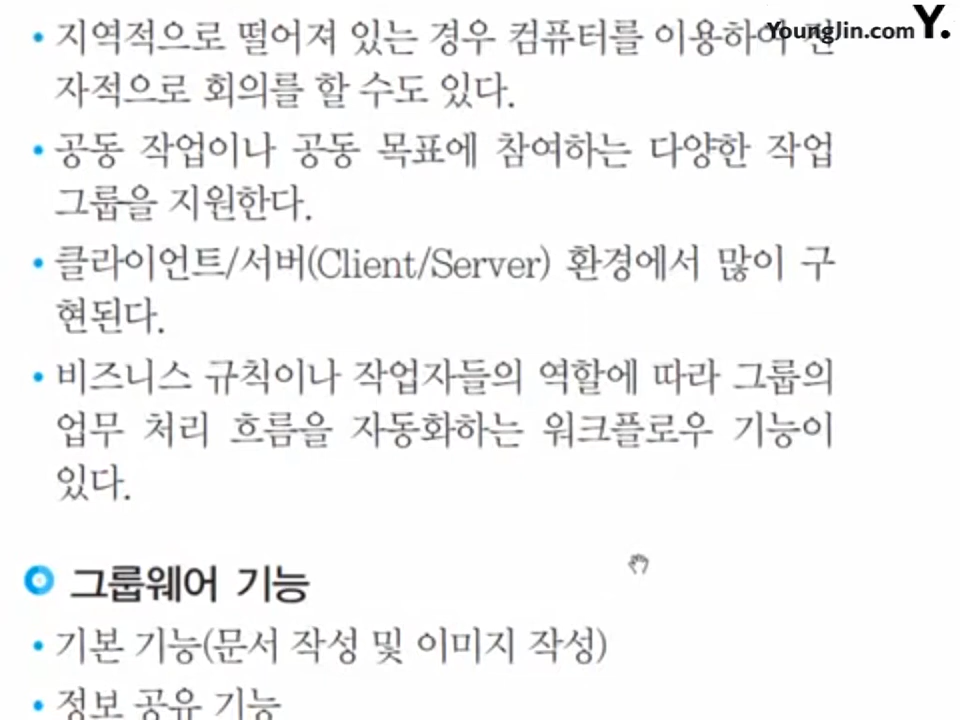 YoungJin.com Y.
• 지역적으로 떨어져 있는 경우 컴퓨터를 이용하여 전
자적으로 회의를 할 수도 있다.
• 공동 작업이나 공동 목표에 참여하는 다양한 작업
그룹을 지원한다.
• 클라이언트/서버(Client/Server) 환경에서 많이 구
현된다.
• 비즈니스 규칙이나 작업자들의 역할에 따라 그룹의
업무 처리 흐름을 자동화하는 워크플로우 기능이
있다.
그룹웨어 기능
• 기본 기능(문서 작성 및 이미지 작성)
• 정보 공유 기능